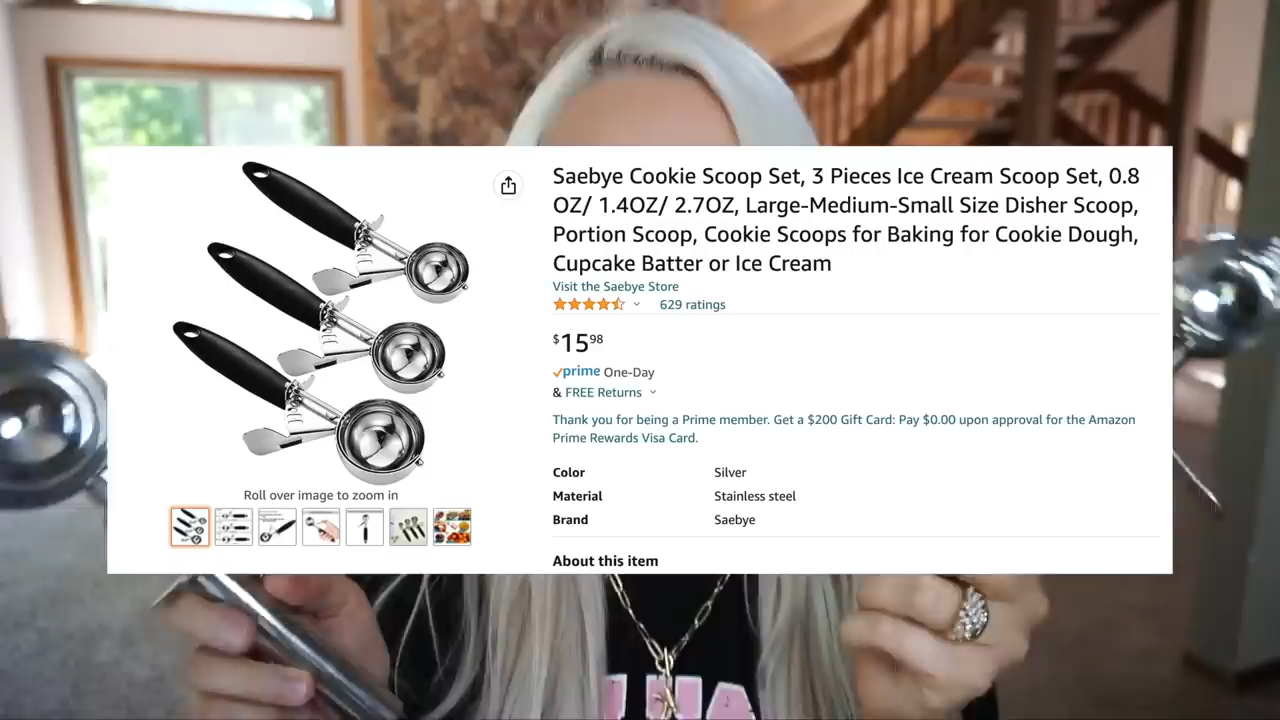 Saebye Cookie Scoop Set, 3 Pieces Ice Cream Scoop Set, 0.8
OZ/ 1.4OZ/ 2.7OZ, Large-Medium-Small Size Disher Scoop,
Portion Scoop, Cookie Scoops for Baking for Cookie Dough,
Cupcake Batter or Ice Cream
Visit the Saebye Store
629 ratings
$1598
prime One-Day
& FREE Returns
Thank you for being a Prime member. Get a $200 Gift Card: Pay $0.00 upon approval for the Amazon
Prime Rewards Visa Card.
Color Silver
Material Stainless steel
Brand Saebye
About this item
Roll over image to zoom in